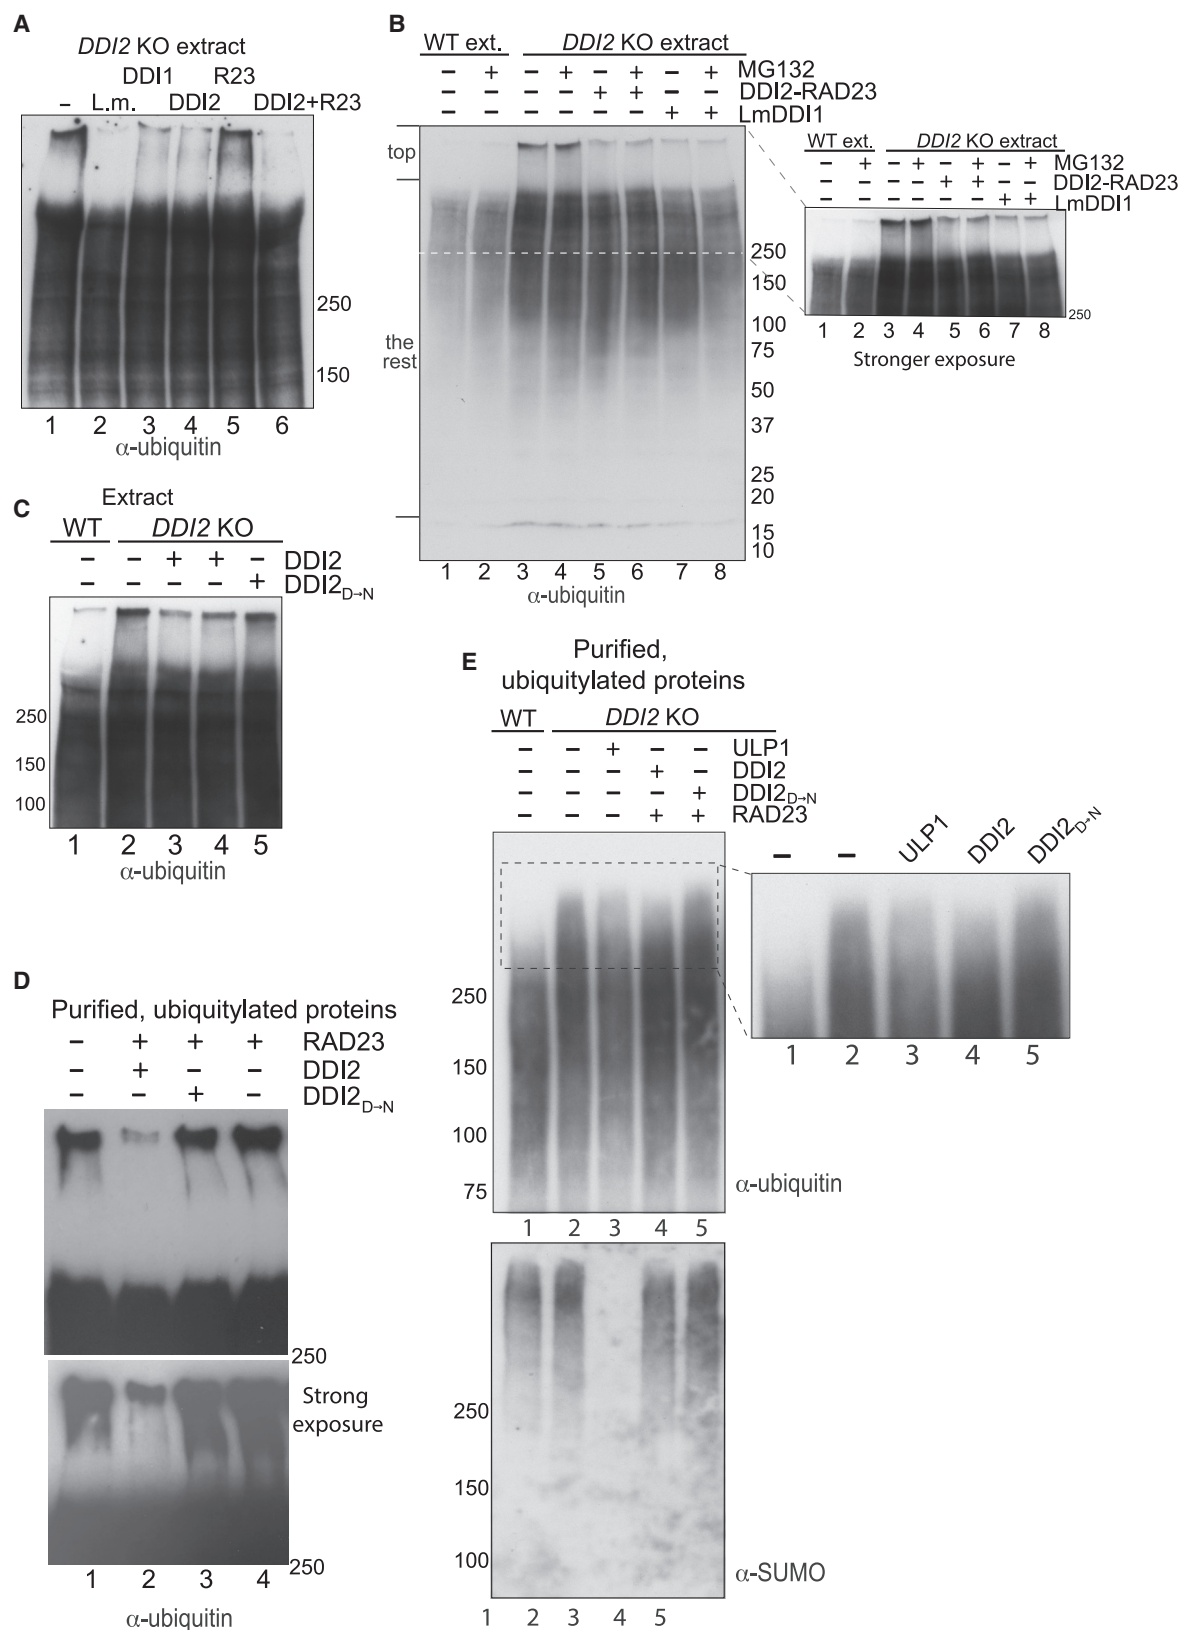 A
DDI2 KO extract
DDI1 R23
– L.m. DDI2 DDI2+R23
250
150
1 2 3 4 5 6
α-ubiquitin
B
WT ext. DDI2 KO extract
– + – + – + – + MG132
– – – – + + – – DDI2-RAD23
– – – – – – + + LmDDI1
top
the
rest
250
150
100
75
50
37
25
20
15
10
1 2 3 4 5 6 7 8
α-ubiquitin
WT ext. DDI2 KO extract
– + – + – + – + MG132
– – – – + + – – DDI2-RAD23
– – – – – – + + LmDDI1
250
1 2 3 4 5 6 7 8
Stronger exposure
C
Extract
WT DDI2 KO
– – + + – DDI2
– – – – + DDI2D→N
250
150
100
1 2 3 4 5
α-ubiquitin
D
Purified, ubiquitylated proteins
– + + + RAD23
– + – – DDI2
– – + – DDI2D→N
250
Strong
exposure
250
1 2 3 4
α-ubiquitin
E
Purified,
ubiquitylated proteins
WT DDI2 KO
– – + – – ULP1
– – – + – DDI2
– – – – + DDI2D→N
– – – + + RAD23
250
150
100
75
1 2 3 4 5
α-ubiquitin
– – ULP1 DDI2 DDI2D→N
1 2 3 4 5
250
150
100
α-SUMO
1 2 3 4 5